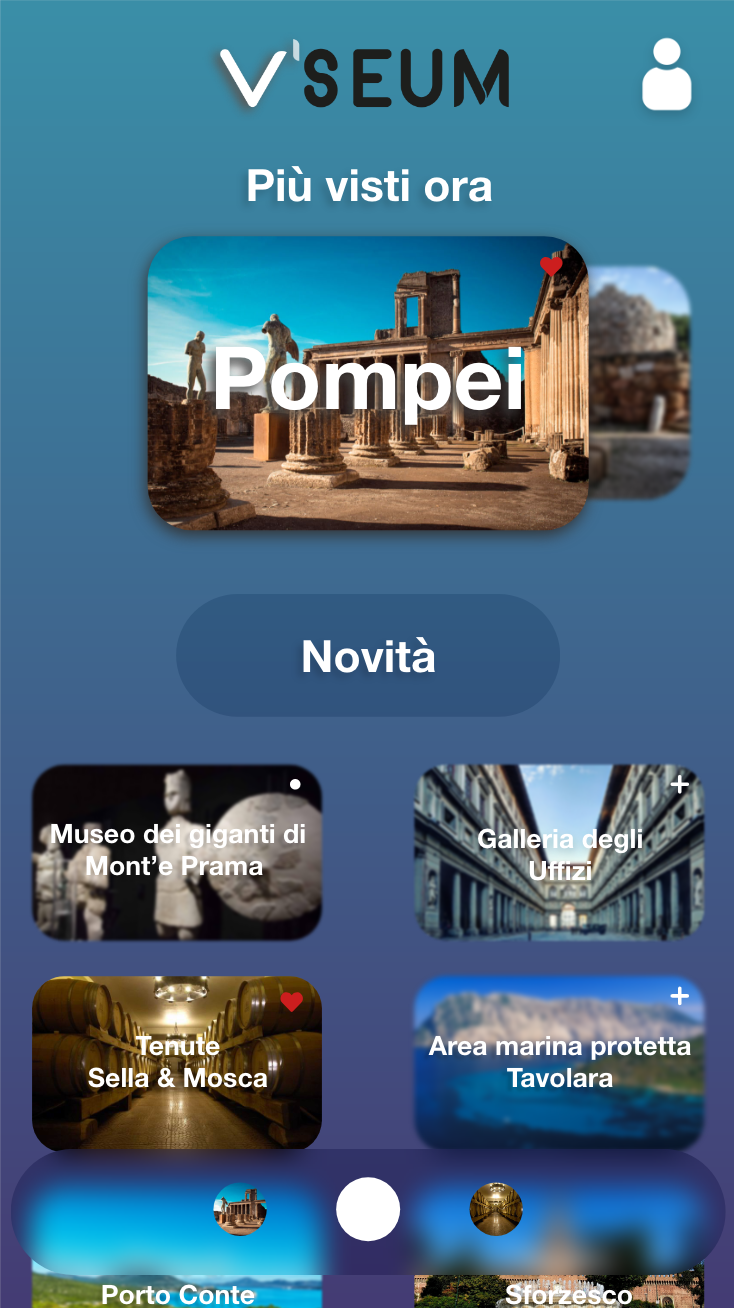 V'SEUM
Più visti ora
Pompei
Novità
Museo dei giganti di
Mont’e Prama
Galleria degli
Uffizi
Tenute
Sella & Mosca
Area marina protetta
Tavolara
Porto Conte
Sforzesco